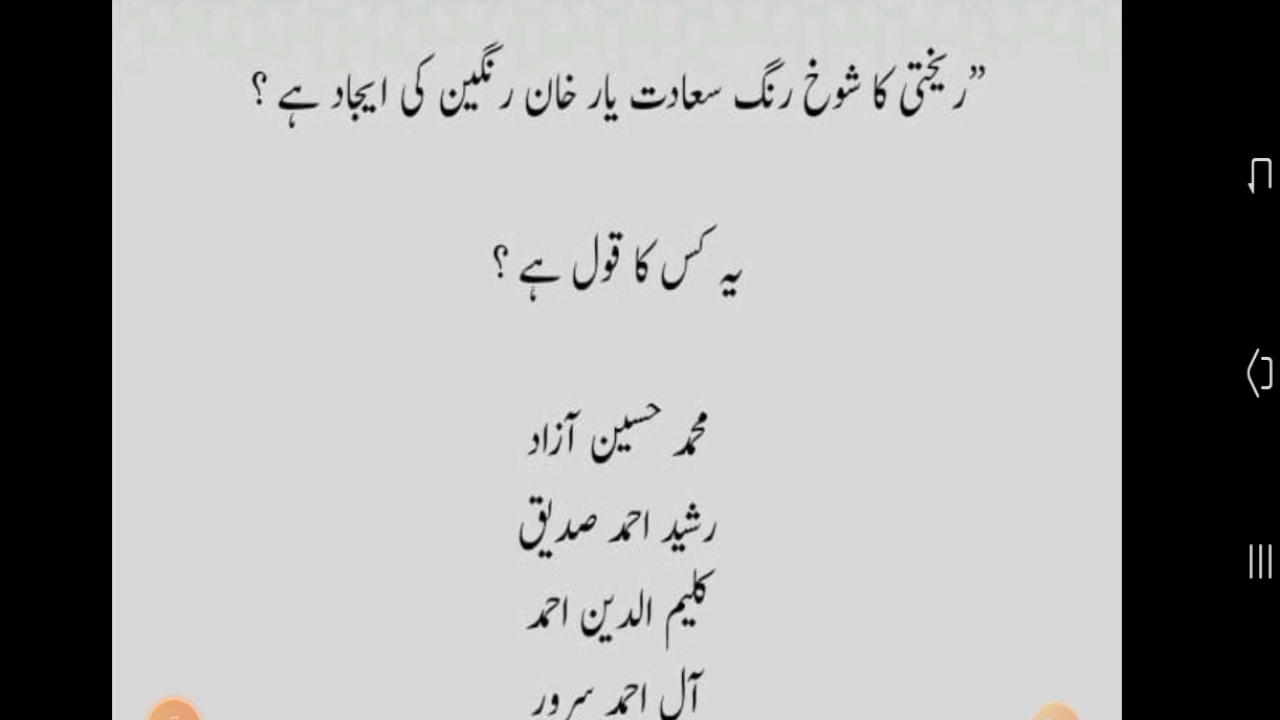 ”ریختی کا شوخ رنگ سعادت یار خان رنگین کی ایجاد ہے ؟
یہ کس کا قول ہے ؟
محمد حسین آزاد
رشید احمد صدیق
کلیم الدین احمد
آل احمد سرور